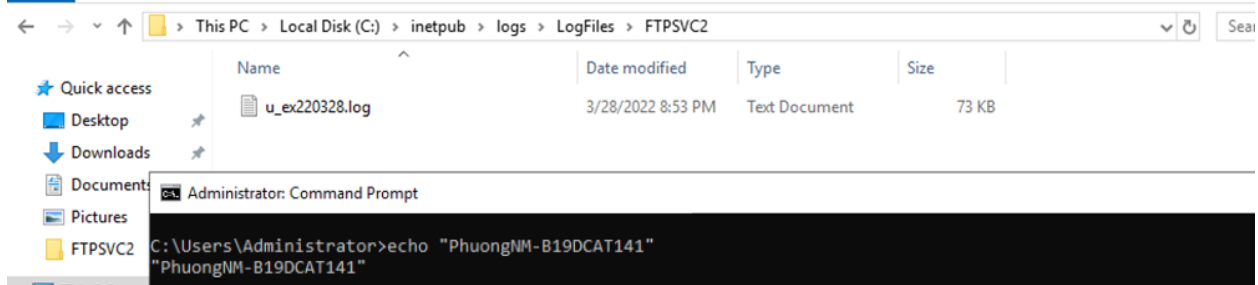 This PC > Local Disk (C:) > inetpub > logs > LogFiles > FTPSVC2
Name Date modified Type Size
Quick access
u_ex220328.log 3/28/2022 8:53 PM Text Document 73 KB
Desktop
Downloads
Documents
Administrator: Command Prompt
Pictures
C:\Users\Administrator>echo "PhuongNM-B19DCAT141"
FTPSVC2
"PhuongNM-B19DCAT141"